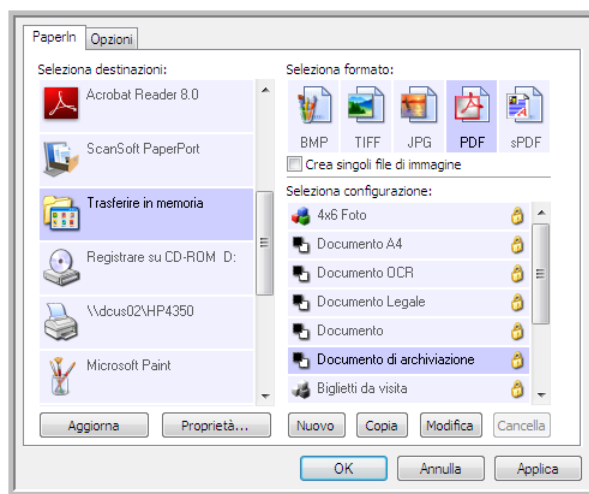 PaperIn
Opzioni
Seleziona destinazioni:
Acrobat Reader 8.0
ScanSoft PaperPort
Trasferire in memoria
Registrare su CD-ROM D:
\\dcus02\HP4350
Microsoft Paint
Aggiorna
Proprietà...
Seleziona formato:
BMP TIFF JPG PDF sPDF
Crea singoli file di immagine
Seleziona configurazione:
4x6 Foto
Documento A4
Documento OCR
Documento Legale
Documento
Documento di archiviazione
Biglietti da visita
Nuovo Copia Modifica Cancella
OK Annulla Applica